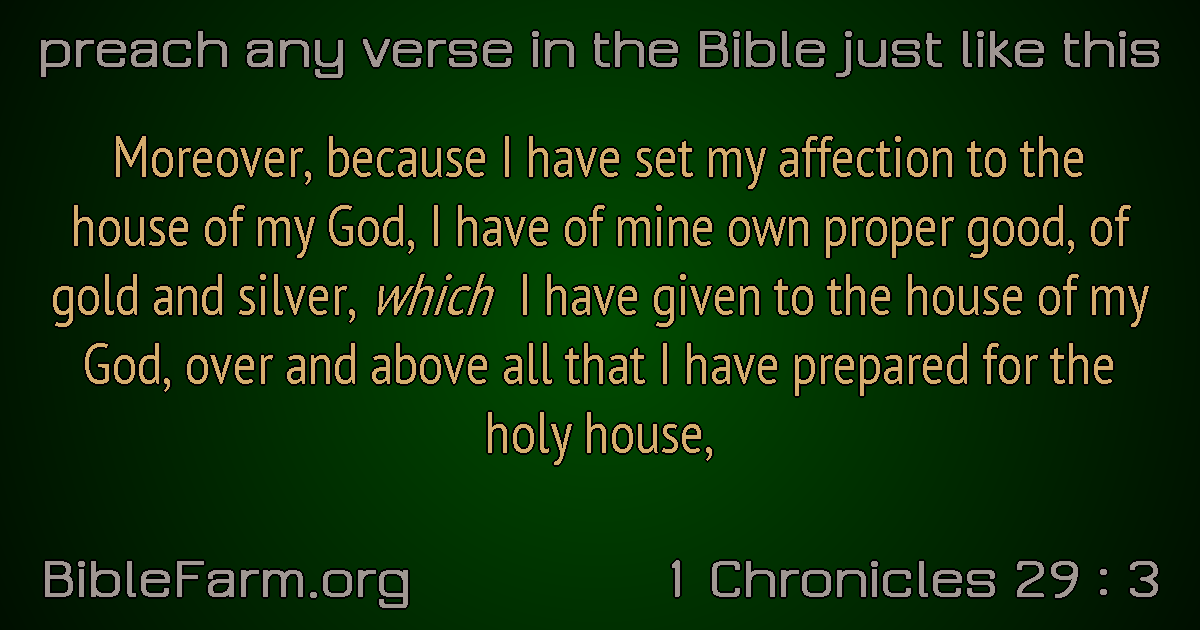 preach any verse in the Bible just like this
Moreover, because I have set my affection to the
house of my God, I have of mine own proper good, of
gold and silver, which I have given to the house of my
God, over and above all that I have prepared for the
holy house,
BibleFarm.org
1 Chronicles 29 : 3